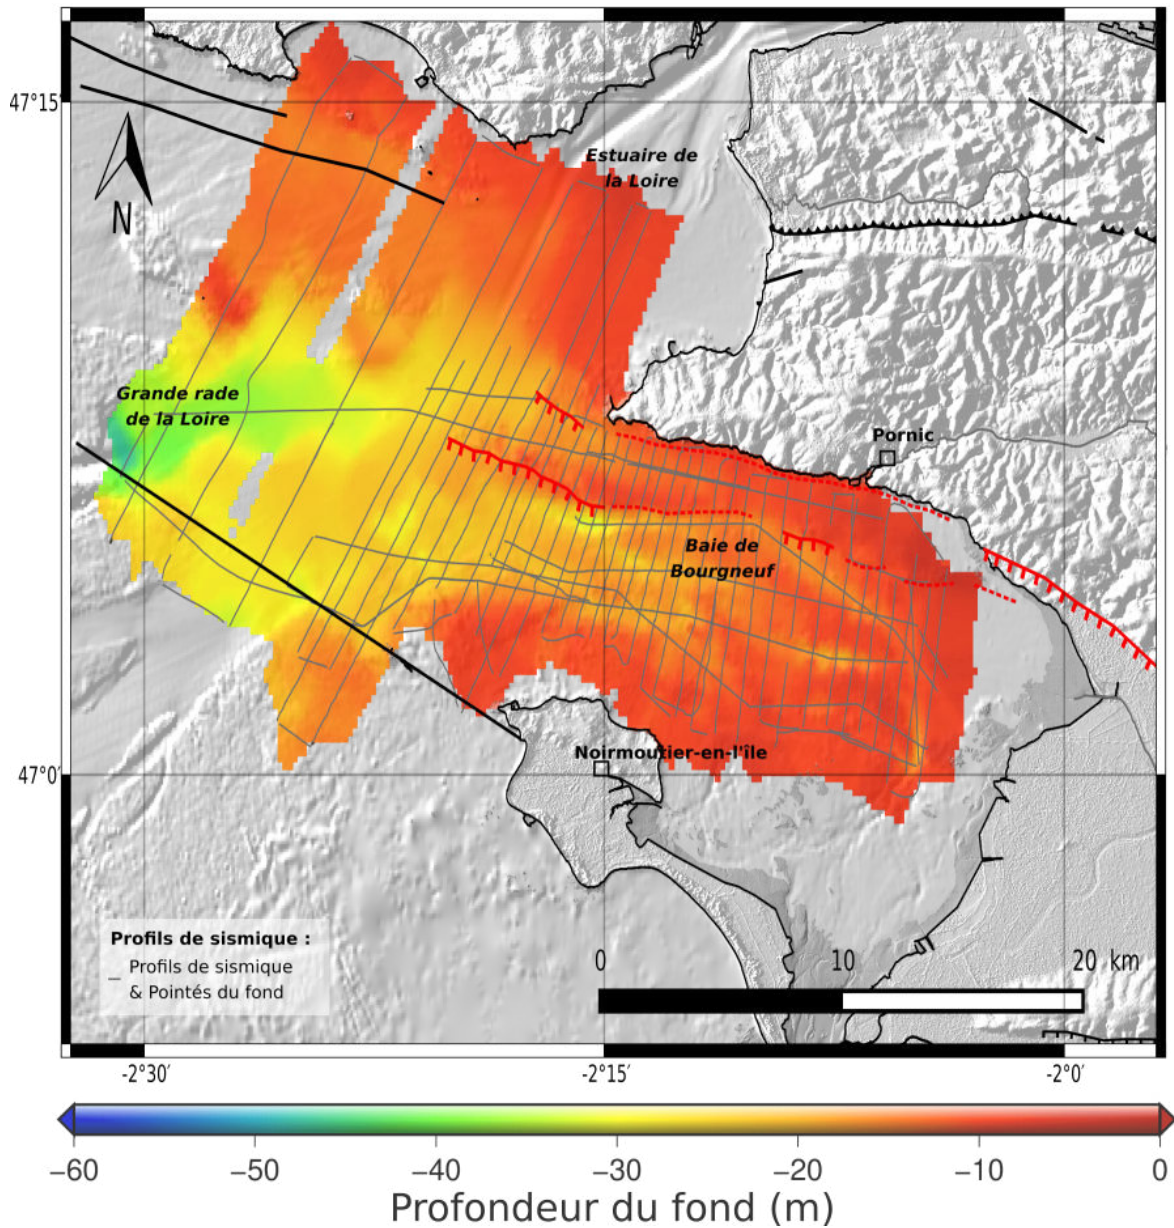 47°15'
Estuaire de
la Loire
N
Grande rade
de la Loire
Pornic
Baie de
Bourgneuf
Noirmoutier-en-l'île
47°0'
Profils de sismique :
Profils de sismique
& Pointés du fond
0 10 20 km
-2°30' -2°15' -2°0'
−60 −50 −40 −30 −20 −10 0
Profondeur du fond (m)